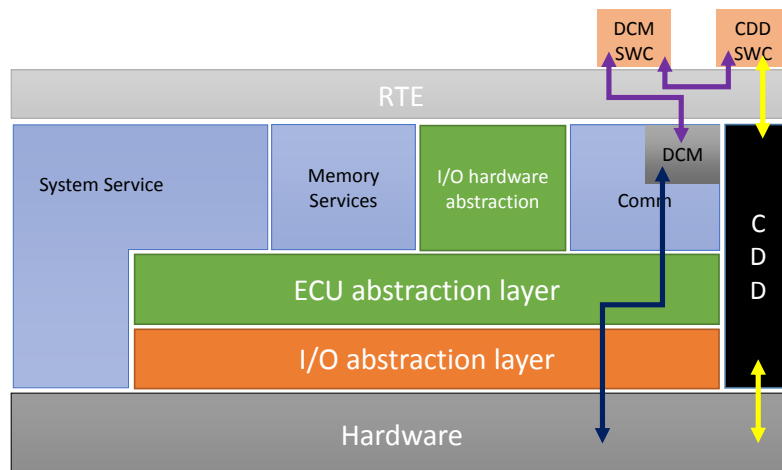 DCM
SWC
CDD
SWC
RTE
System Service
Memory
Services
I/O hardware
abstraction
DCM
Comm
C
D
D
ECU abstraction layer
I/O abstraction layer
Hardware